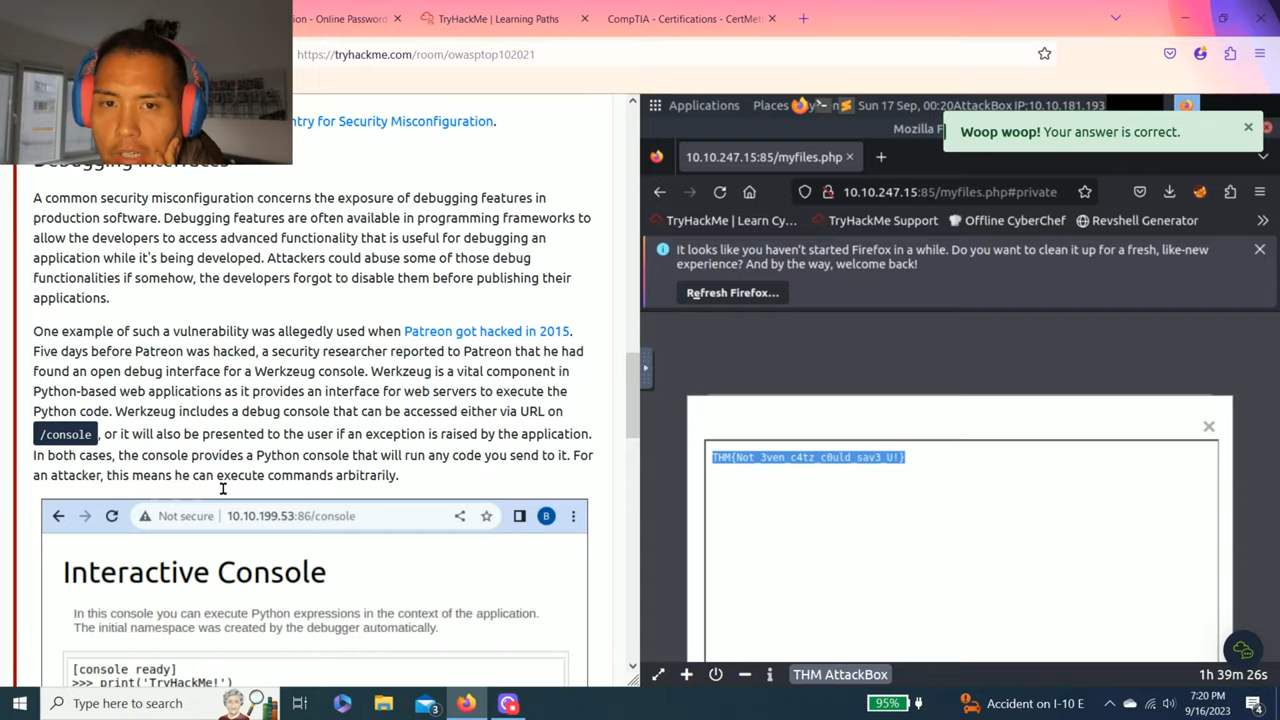 ion - Online Password
TryHackMe | Learning Paths
CompTIA - Certifications - CertMet
https://tryhackme.com/room/owasptop102021
ntry for Security Misconfiguration.
Debugging Interfaces
A common security misconfiguration concerns the exposure of debugging features in
production software. Debugging features are often available in programming frameworks to
allow the developers to access advanced functionality that is useful for debugging an
application while it's being developed. Attackers could abuse some of those debug
functionalities if somehow, the developers forgot to disable them before publishing their
applications.
One example of such a vulnerability was allegedly used when Patreon got hacked in 2015.
Five days before Patreon was hacked, a security researcher reported to Patreon that he had
found an open debug interface for a Werkzeug console. Werkzeug is a vital component in
Python-based web applications as it provides an interface for web servers to execute the
Python code. Werkzeug includes a debug console that can be accessed either via URL on
/console, or it will also be presented to the user if an exception is raised by the application.
In both cases, the console provides a Python console that will run any code you send to it. For
an attacker, this means he can execute commands arbitrarily.
Not secure | 10.10.199.53:86/console
B
Interactive Console
In this console you can execute Python expressions in the context of the application.
The initial namespace was created by the debugger automatically.
[console ready]
>>> print('TryHackMe!')
Applications Places Sun 17 Sep, 00:20 AttackBox IP:10.10.181.193
Mozilla F
Woop woop! Your answer is correct.
10.10.247.15:85/myfiles.php
10.10.247.15:85/myfiles.php#private
TryHackMe | Learn Cy... TryHackMe Support Offline CyberChef Revshell Generator
It looks like you haven't started Firefox in a while. Do you want to clean it up for a fresh, like-new
experience? And by the way, welcome back!
Refresh Firefox...
THM{Not_3ven_c4tz_c0uld_sav3_U!}
THM AttackBox
1h 39m 26s
Type here to search
3
95%
Accident on I-10 E
7:20 PM
9/16/2023
4